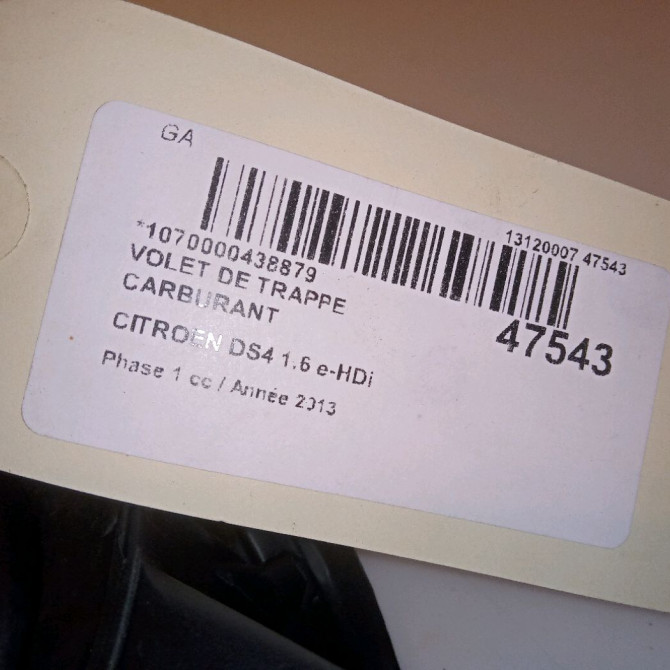 GA
*1070000438879
13120007 47543
VOLET DE TRAPPE
CARBURANT
47543
CITROEN DS4 1.6 e-HDi
Phase 1 cc / Année 2013